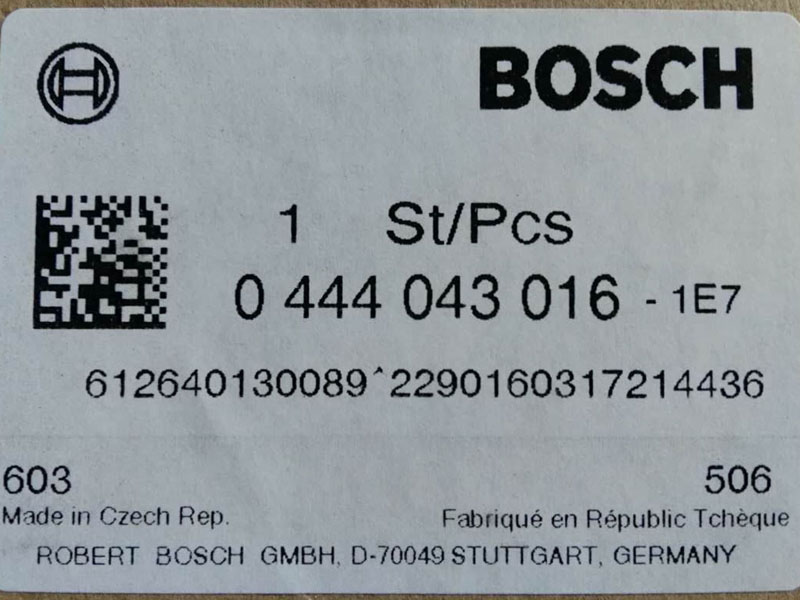 BOSCH
1 St/Pcs
0 444 043 016 - 1E7
612640130089^2290160317214436
603 506
Made in Czech Rep. Fabriqué en Républic Tchèque
ROBERT BOSCH GMBH, D-70049 STUTTGART, GERMANY